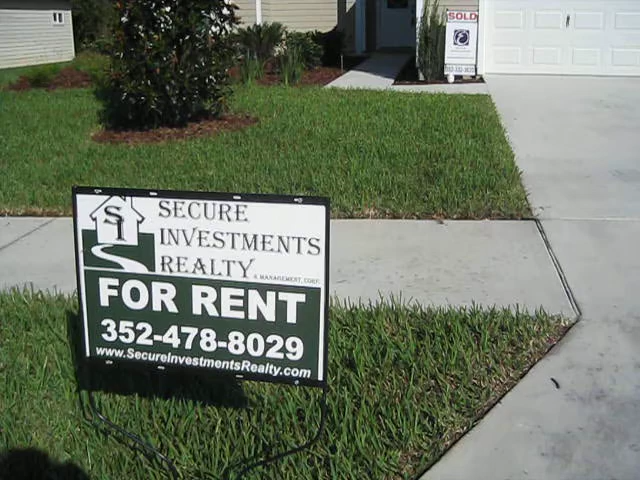 SOLD
SI
SECURE
INVESTMENTS
REALTY
& MANAGEMENT, CORP.
FOR RENT
352-478-8029
www.SecureInvestmentsRealty.com